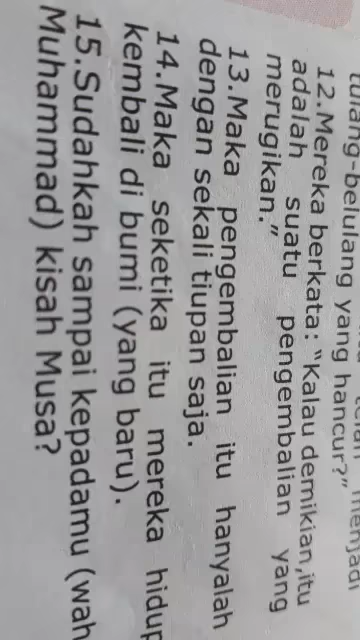 tulang-belulang yang hancur?"
12.Mereka berkata: "Kalau demikian,itu
adalah suatu pengembalian yang
merugikan."
13.Maka pengembalian itu hanyalah
dengan sekali tiupan saja.
14.Maka seketika itu mereka hidup
kembali di bumi (yang baru).
15.Sudahkah sampai kepadamu (wah
Muhammad) kisah Musa?